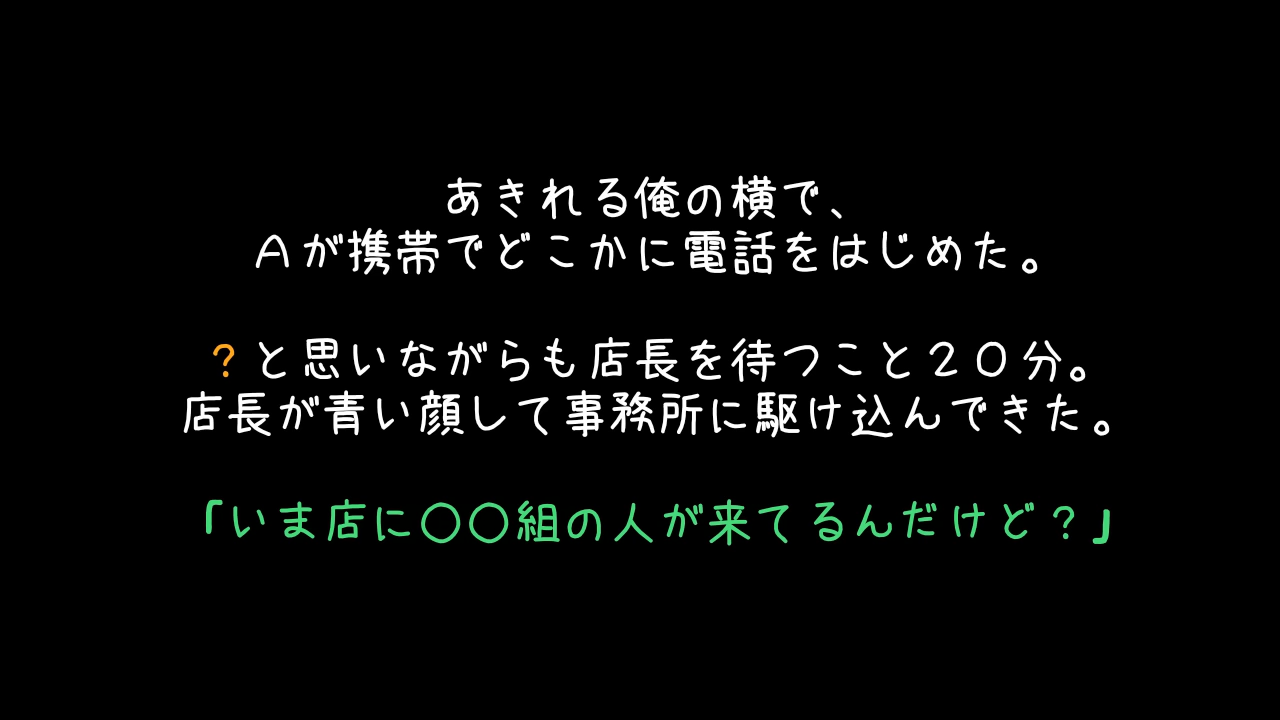 あきれる俺の横で、
Ａが携帯でどこかに電話をはじめた。
？と思いながらも店長を待つこと２０分。
店長が青い顔して事務所に駆け込んできた。
「いま店に〇〇組の人が来てるんだけど？」